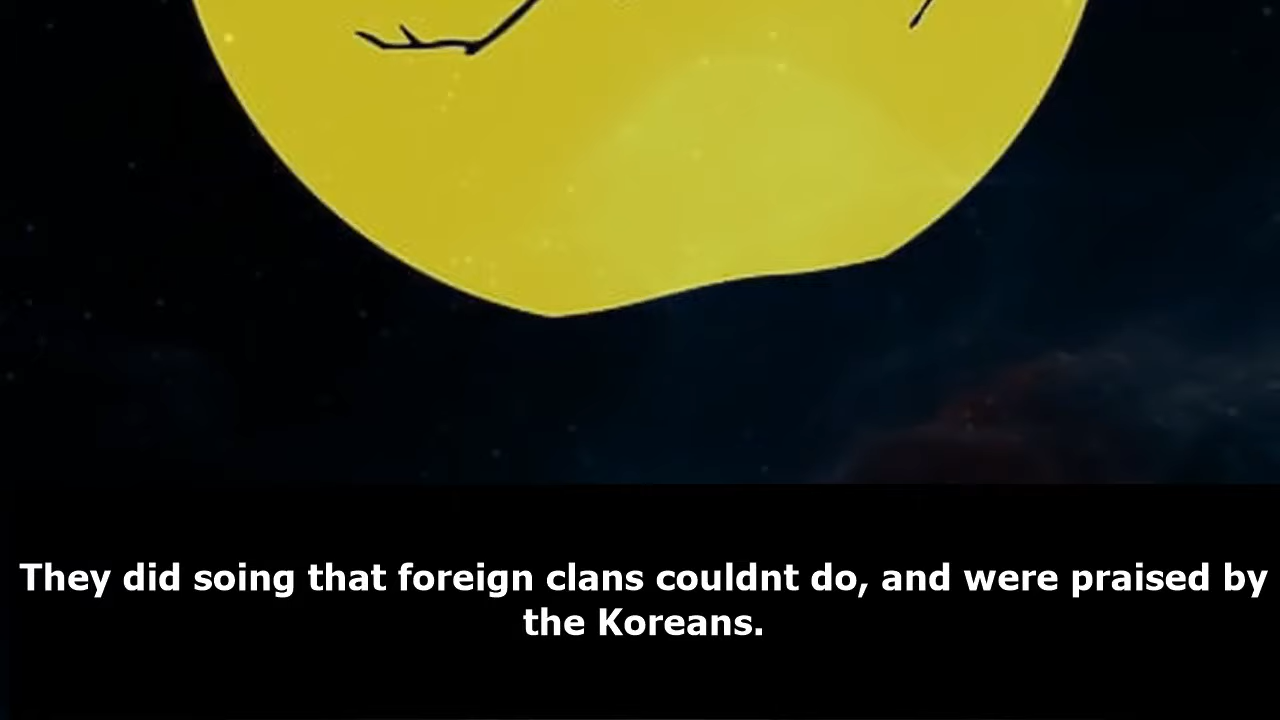 They did soing that foreign clans couldnt do, and were praised by
the Koreans.